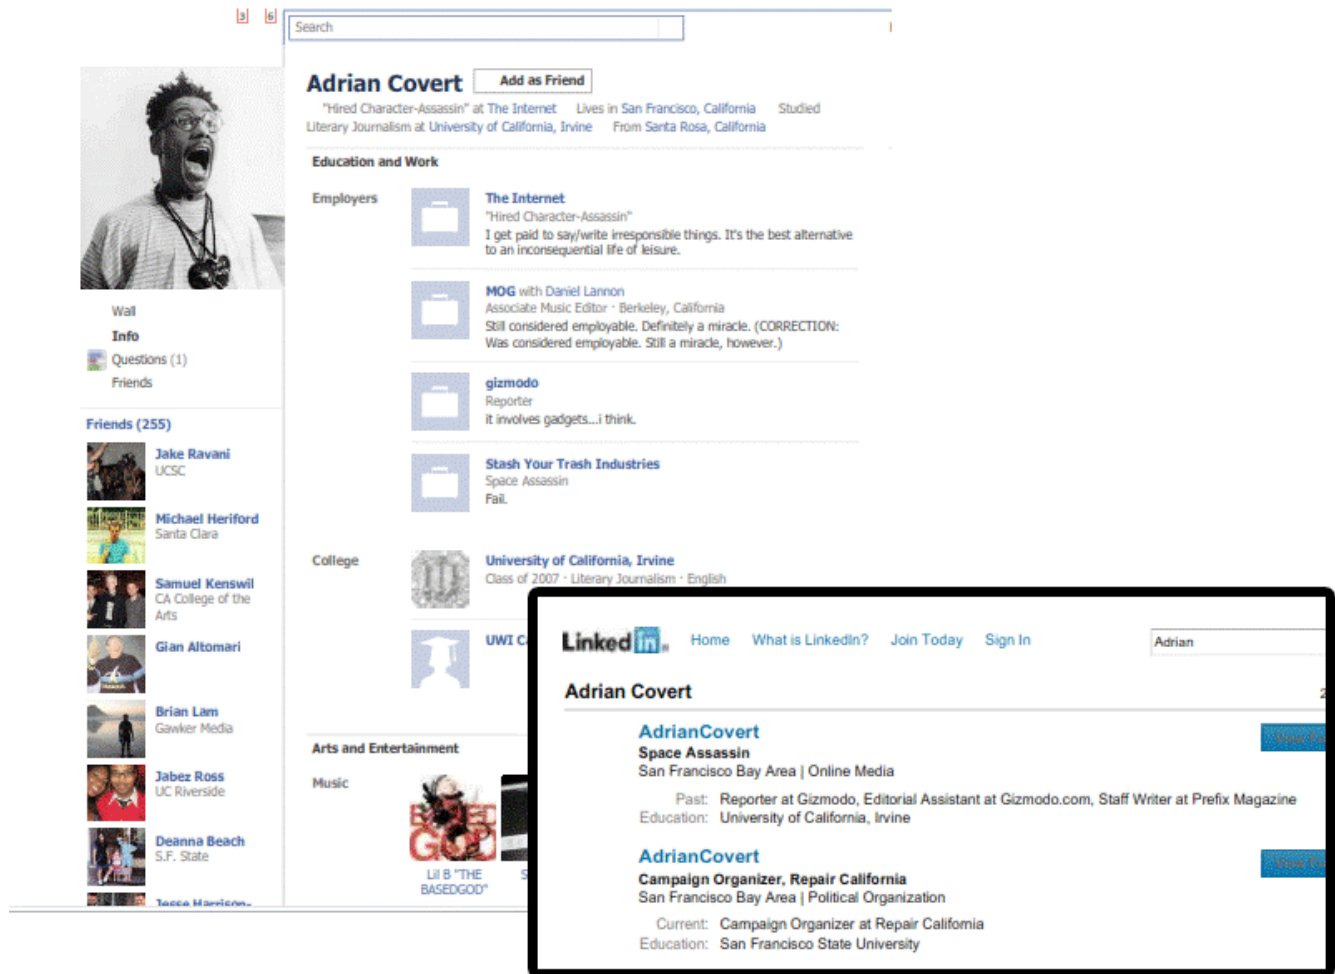 3 6
Search
Adrian Covert Add as Friend
"Hired Character-Assassin" at The Internet Lives in San Francisco, California Studied
Literary Journalism at University of California, Irvine From Santa Rosa, California
Education and Work
Employers
The Internet
"Hired Character-Assassin"
I get paid to say/write irresponsible things. It's the best alternative
to an inconsequential life of leisure.
MOG with Daniel Lannon
Associate Music Editor · Berkeley, California
Still considered employable. Definitely a miracle. (CORRECTION:
Was considered employable. Still a miracle, however.)
gizmodo
Reporter
it involves gadgets...i think.
Stash Your Trash Industries
Space Assassin
Fail.
College
University of California, Irvine
Class of 2007 · Literary Journalism · English
UWI C
Arts and Entertainment
Music
Lil B "THE
BASEDGOD"
S
Wall
Info
Questions (1)
Friends
Friends (255)
Jake Ravani
UCSC
Michael Heriford
Santa Clara
Samuel Kenswil
CA College of the
Arts
Gian Altomari
Brian Lam
Gawker Media
Jabez Ross
UC Riverside
Deanna Beach
S.F. State
Jesse Harrison-
Linked in Home What is LinkedIn? Join Today Sign In Adrian
Adrian Covert 2
AdrianCovert
Space Assassin
San Francisco Bay Area | Online Media
Past: Reporter at Gizmodo, Editorial Assistant at Gizmodo.com, Staff Writer at Prefix Magazine
Education: University of California, Irvine
AdrianCovert
Campaign Organizer, Repair California
San Francisco Bay Area | Political Organization
Current: Campaign Organizer at Repair California
Education: San Francisco State University